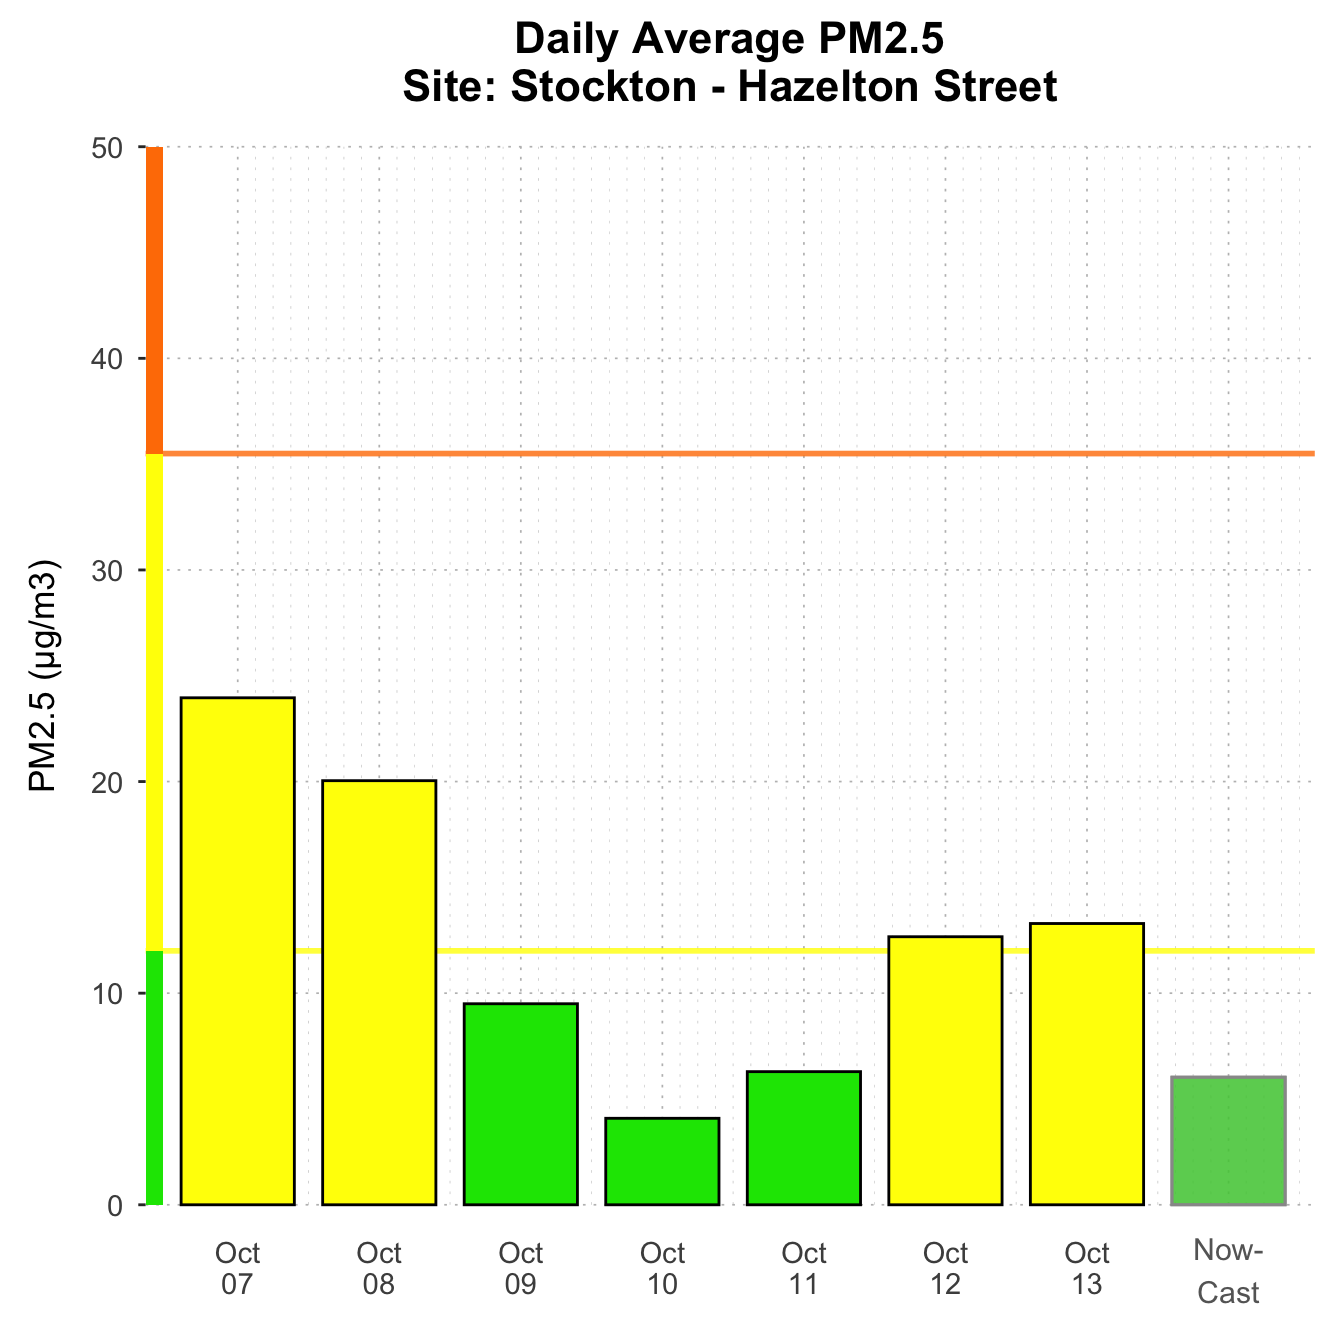 Daily Average PM2.5
Site: Stockton - Hazelton Street
50
40
30
20
10
0
PM2.5 (µg/m3)
Oct Oct Oct Oct Oct Oct Oct Now-
07 08 09 10 11 12 13 Cast